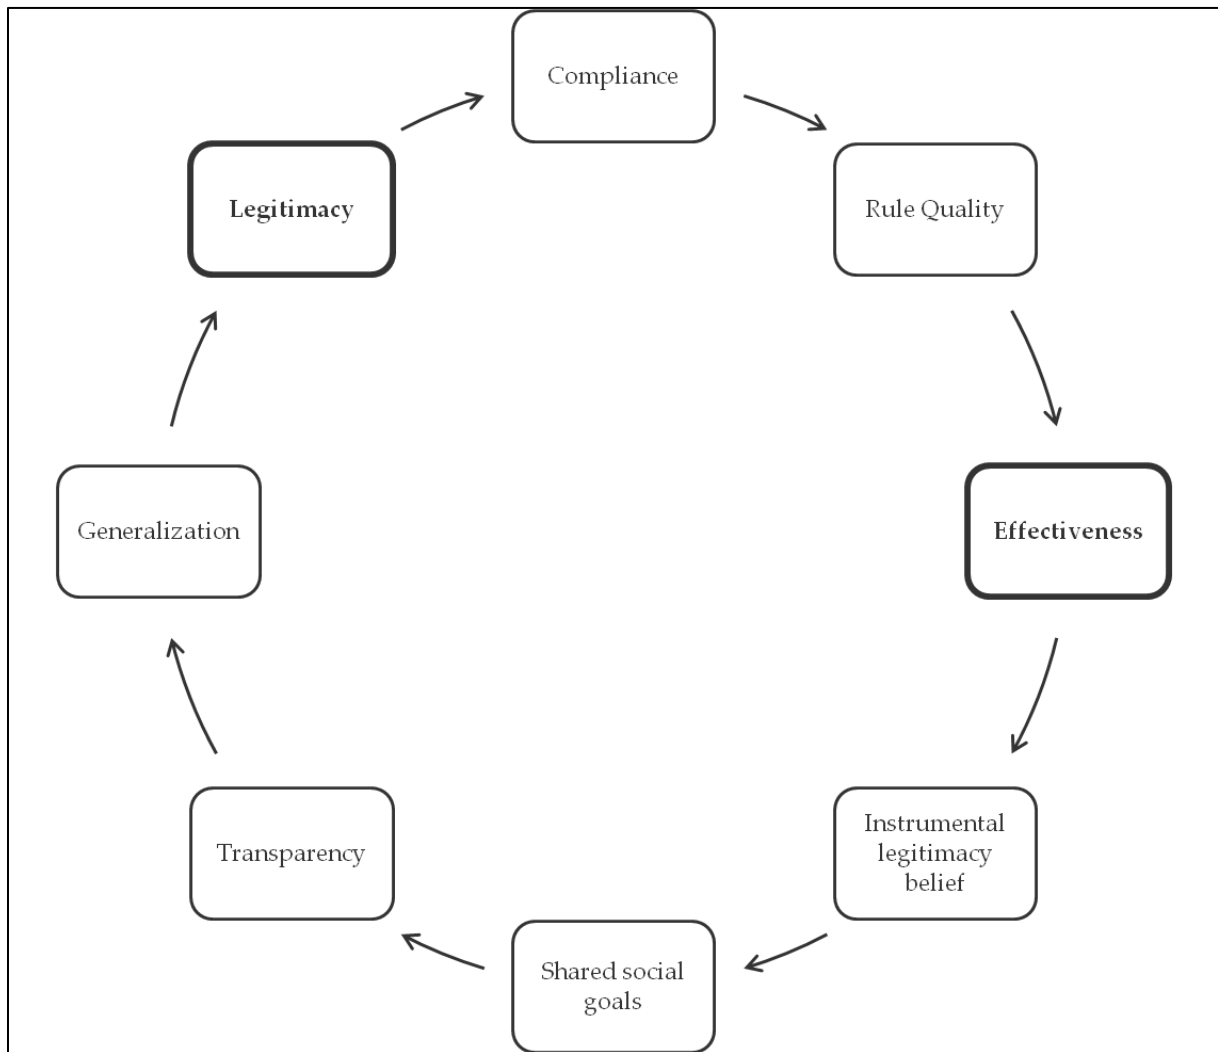 Compliance
Legitimacy
Rule Quality
Generalization
Effectiveness
Transparency
Instrumental
legitimacy
belief
Shared social
goals